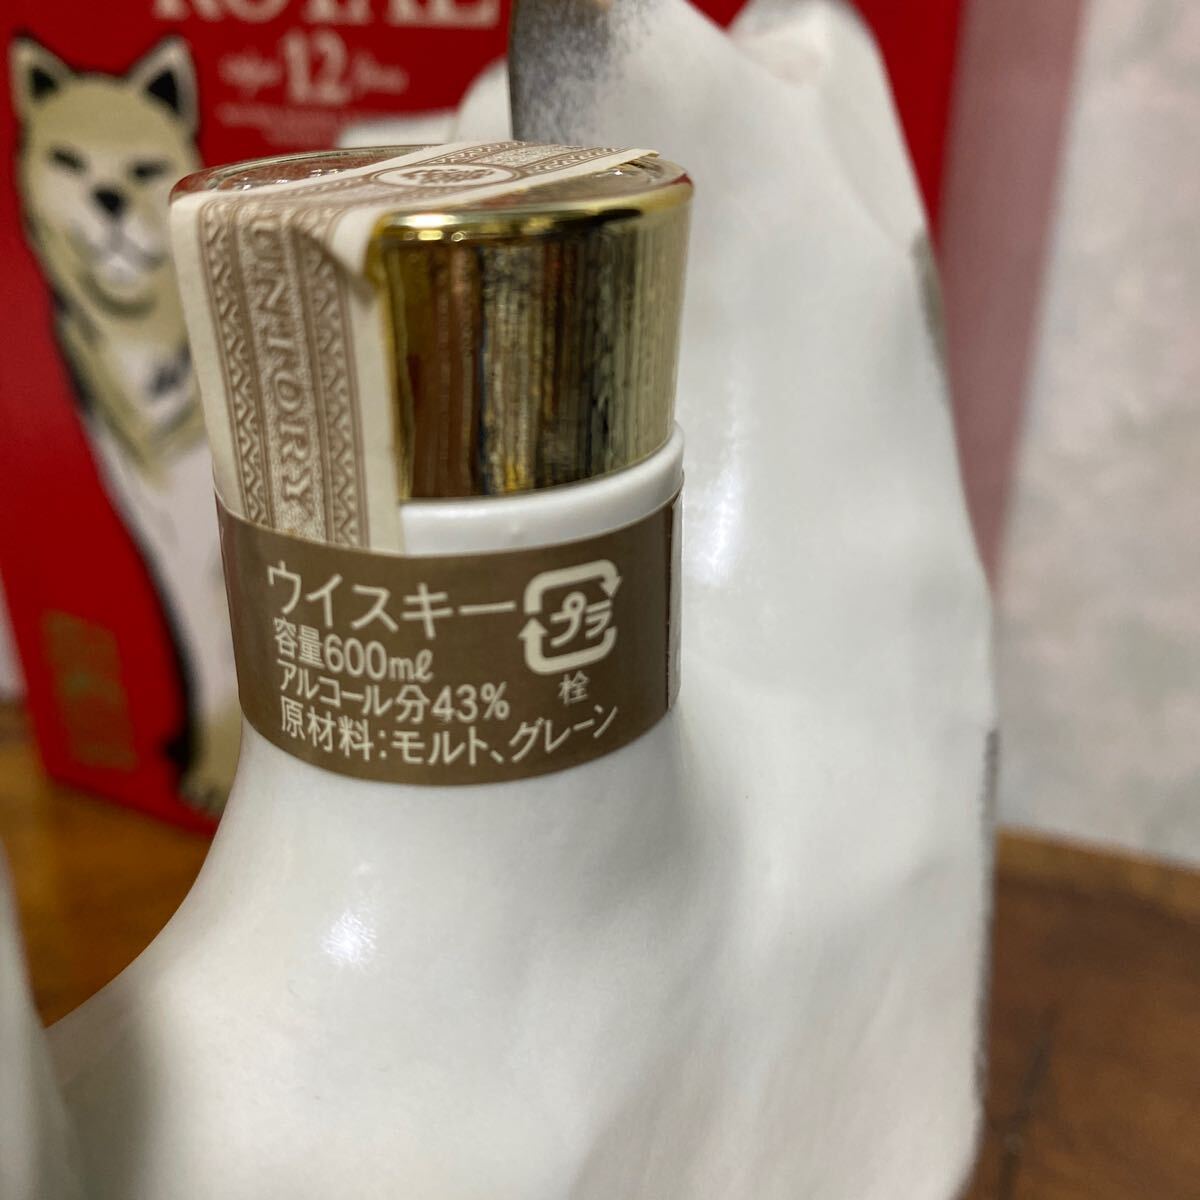 ROYAL
12
SUNTORY
ウイスキー
容量600mℓ
アルコール分43%
原材料:モルト、グレーン
プラ
栓